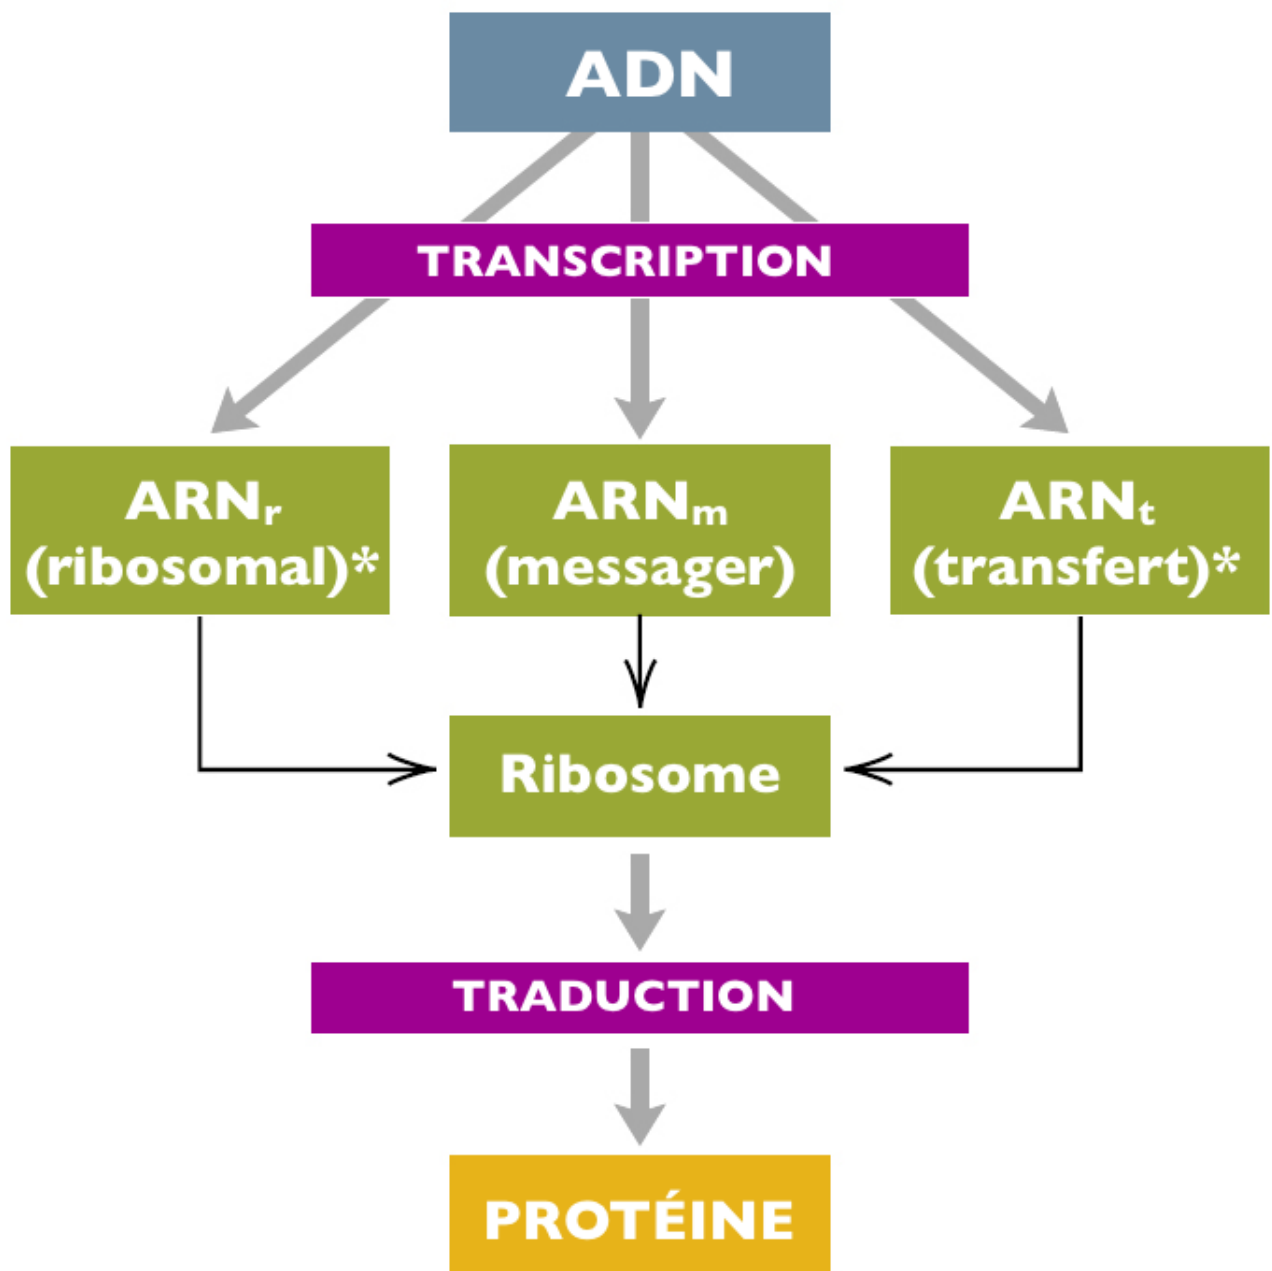 ADN
TRANSCRIPTION
ARNr
(ribosomal)*
ARNm
(messager)
ARNt
(transfert)*
Ribosome
TRADUCTION
PROTÉINE